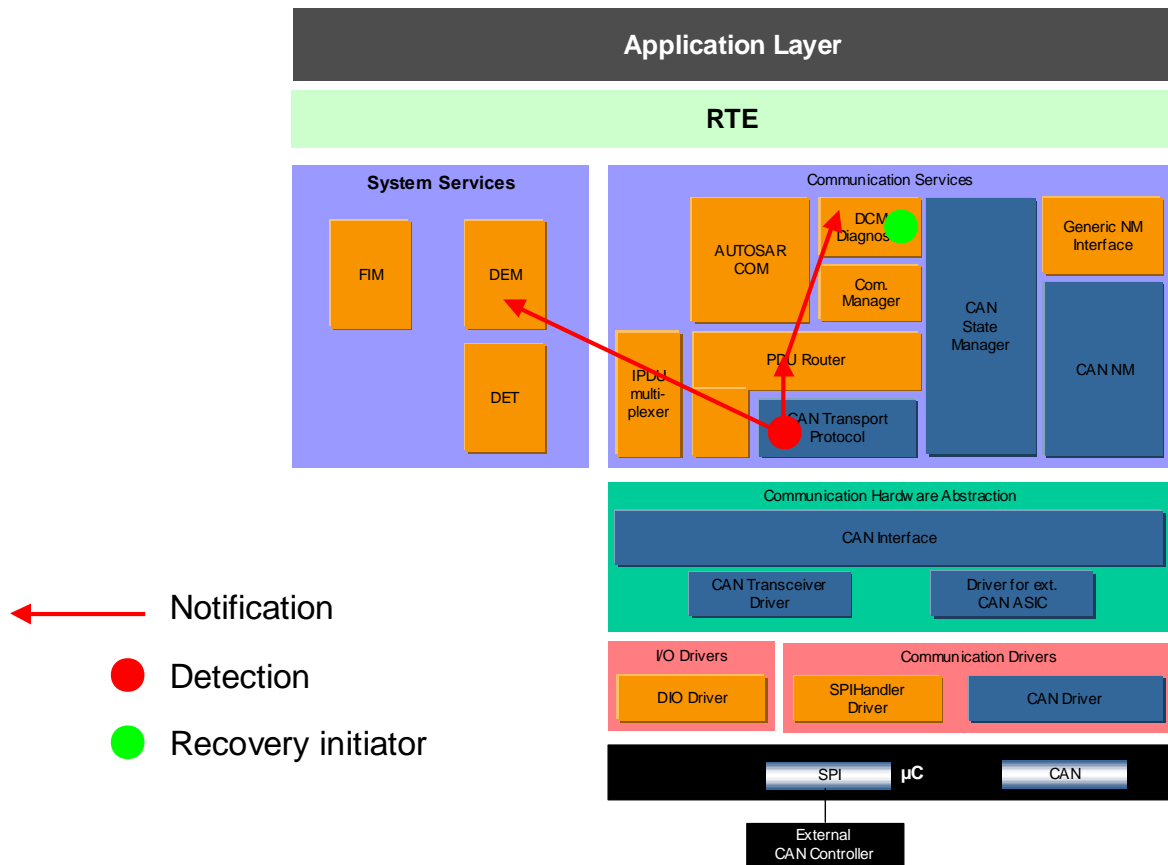 Application Layer
RTE
System Services
FIM
DEM
DET
Communication Services
AUTOSAR
COM
DCM
Diagnos
Com.
Manager
CAN
State
Manager
Generic NM
Interface
CAN NM
IPDU
multi-
plexer
PDU Router
CAN Transport
Protocol
Communication Hardware Abstraction
CAN Interface
CAN Transceiver
Driver
Driver for ext.
CAN ASIC
I/O Drivers
DIO Driver
Communication Drivers
SPIHandler
Driver
CAN Driver
SPI
µC
CAN
External
CAN Controller
Notification
Detection
Recovery initiator